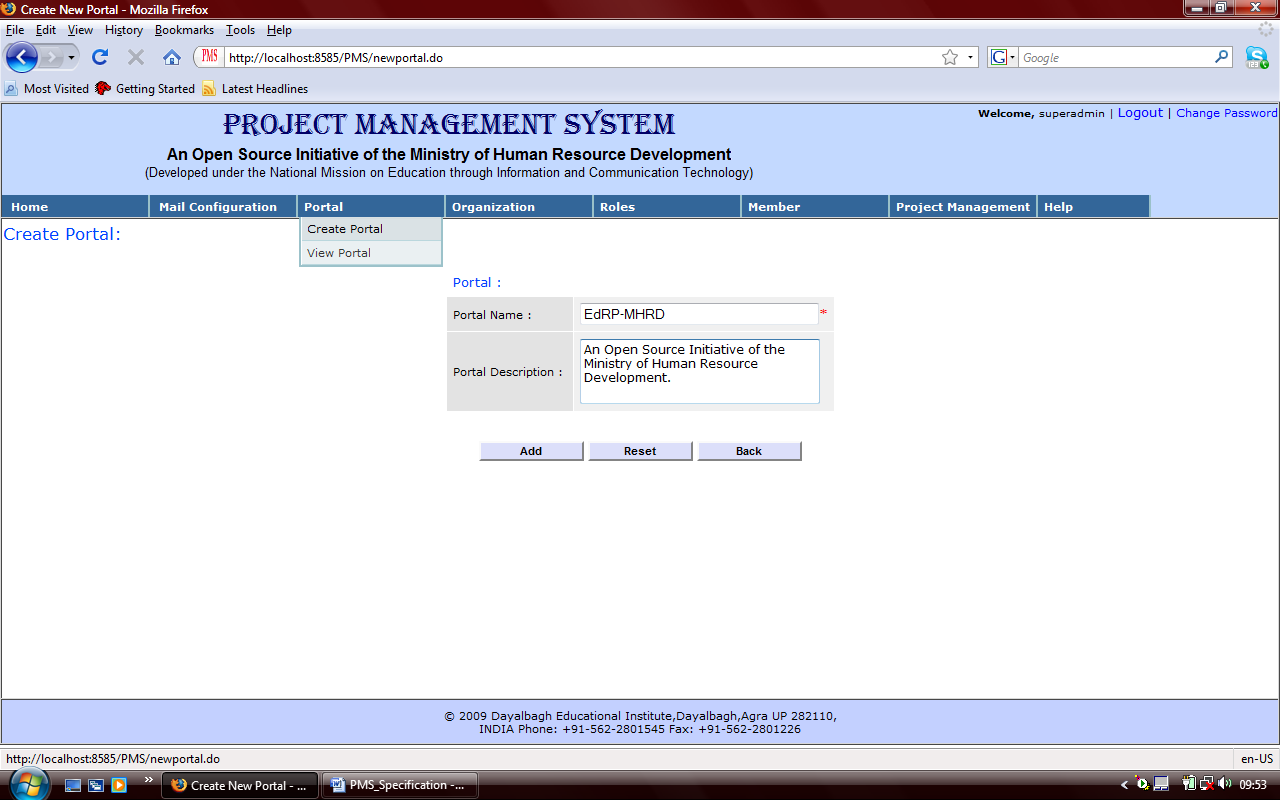 Create New Portal - Mozilla Firefox
File Edit View History Bookmarks Tools Help
PMS http://localhost:8585/PMS/newportal.do G Google
Most Visited Getting Started Latest Headlines
Welcome, superadmin | Logout | Change Password
PROJECT MANAGEMENT SYSTEM
An Open Source Initiative of the Ministry of Human Resource Development
(Developed under the National Mission on Education through Information and Communication Technology)
Home Mail Configuration Portal Organization Roles Member Project Management Help
Create Portal:
Create Portal
View Portal
Portal :
Portal Name : EdRP-MHRD *
Portal Description : An Open Source Initiative of the
Ministry of Human Resource
Development.
Add Reset Back
© 2009 Dayalbagh Educational Institute,Dayalbagh,Agra UP 282110,
INDIA Phone: +91-562-2801545 Fax: +91-562-2801226
http://localhost:8585/PMS/newportal.do en-US
» Create New Portal - ... PMS_Specification -... < 09:53